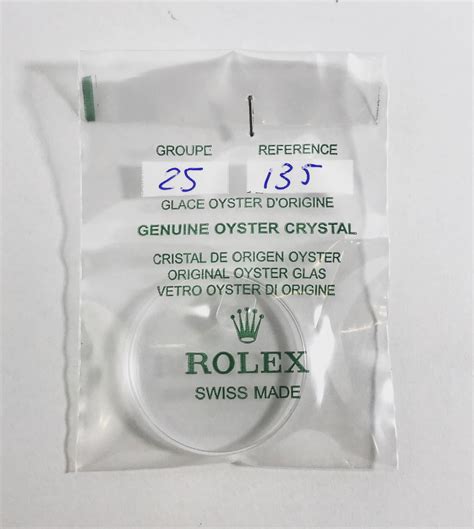 GROUPE REFERENCE
25 135
GLACE OYSTER D'ORIGINE
GENUINE OYSTER CRYSTAL
CRISTAL DE ORIGEN OYSTER
ORIGINAL OYSTER GLAS
VETRO OYSTER DI ORIGINE
ROLEX
SWISS MADE